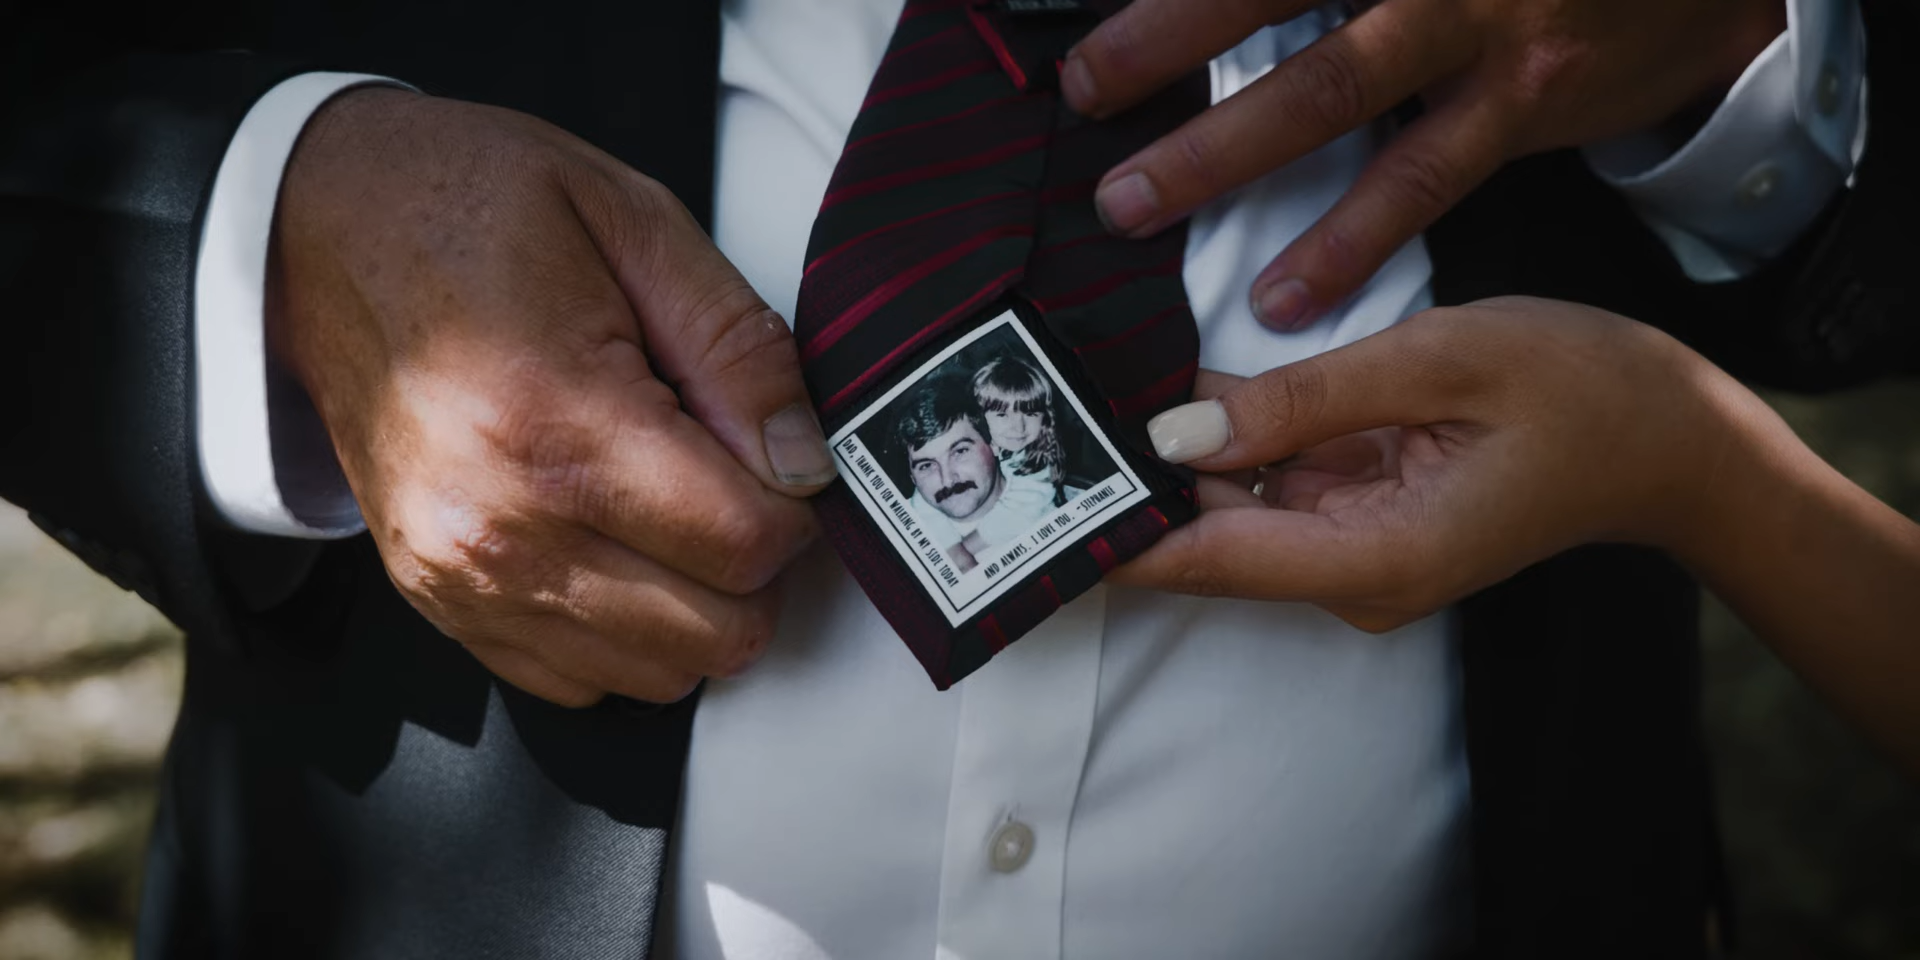 DAD, THANK YOU FOR WALKING BY MY SIDE TODAY
AND ALWAYS. I LOVE YOU. -STEPHANIE